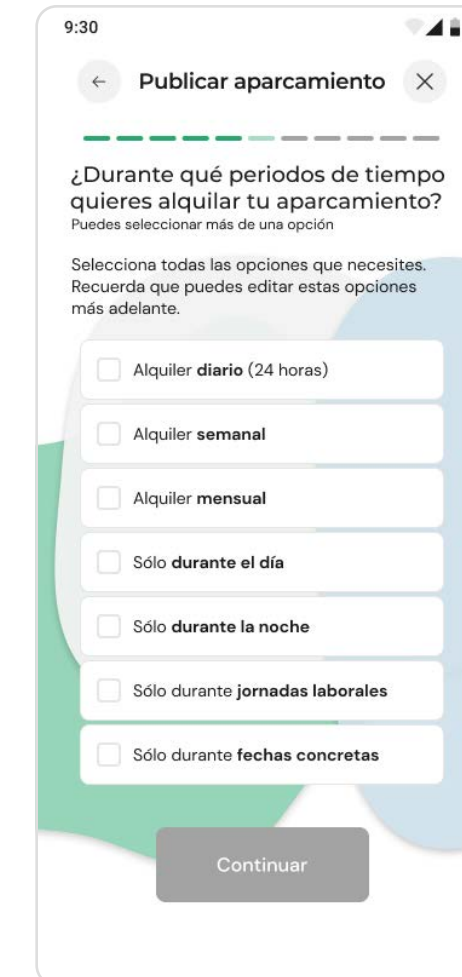 9:30
Publicar aparcamiento
¿Durante qué periodos de tiempo
quieres alquilar tu aparcamiento?
Puedes seleccionar más de una opción
Selecciona todas las opciones que necesites.
Recuerda que puedes editar estas opciones
más adelante.
Alquiler diario (24 horas)
Alquiler semanal
Alquiler mensual
Sólo durante el día
Sólo durante la noche
Sólo durante jornadas laborales
Sólo durante fechas concretas
Continuar